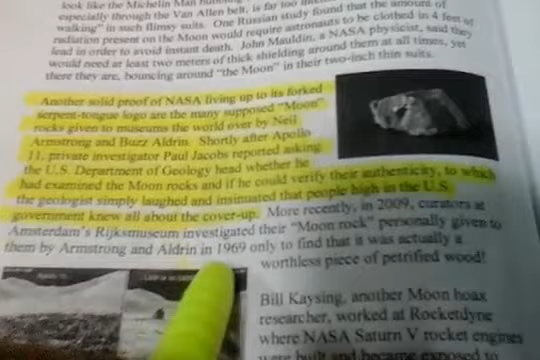 look like the Michelin Man
especially through the Van Allen belt, is far too
walking" in such flimsy suits. One Russian study found that the amount of
radiation present on the Moon would require astronauts to be clothed in 4 feet of
lead in order to avoid instant death. John Mauldin, a NASA physicist, said they
would need at least two meters of thick shielding around them at all times, yet
there they are, bouncing around "the Moon" in their two-inch thin suits.
Another solid proof of NASA living up to its forked
serpent-tongue logo are the many supposed "Moon"
rocks given to museums the world over by Neil
Armstrong and Buzz Aldrin. Shortly after Apollo
11, private investigator Paul Jacobs reported asking
the U.S. Department of Geology head whether he
had examined the Moon rocks and if he could verify their authenticity, to which
the geologist simply laughed and insinuated that people high in the U.S.
government knew all about the cover-up. More recently, in 2009, curators at
Amsterdam's Rijksmuseum investigated their "Moon rock" personally given to
them by Armstrong and Aldrin in 1969 only to find that it was actually a
worthless piece of petrified wood!
Bill Kaysing, another Moon hoax
researcher, worked at Rocketdyne
where NASA Saturn V rocket engines
were built and